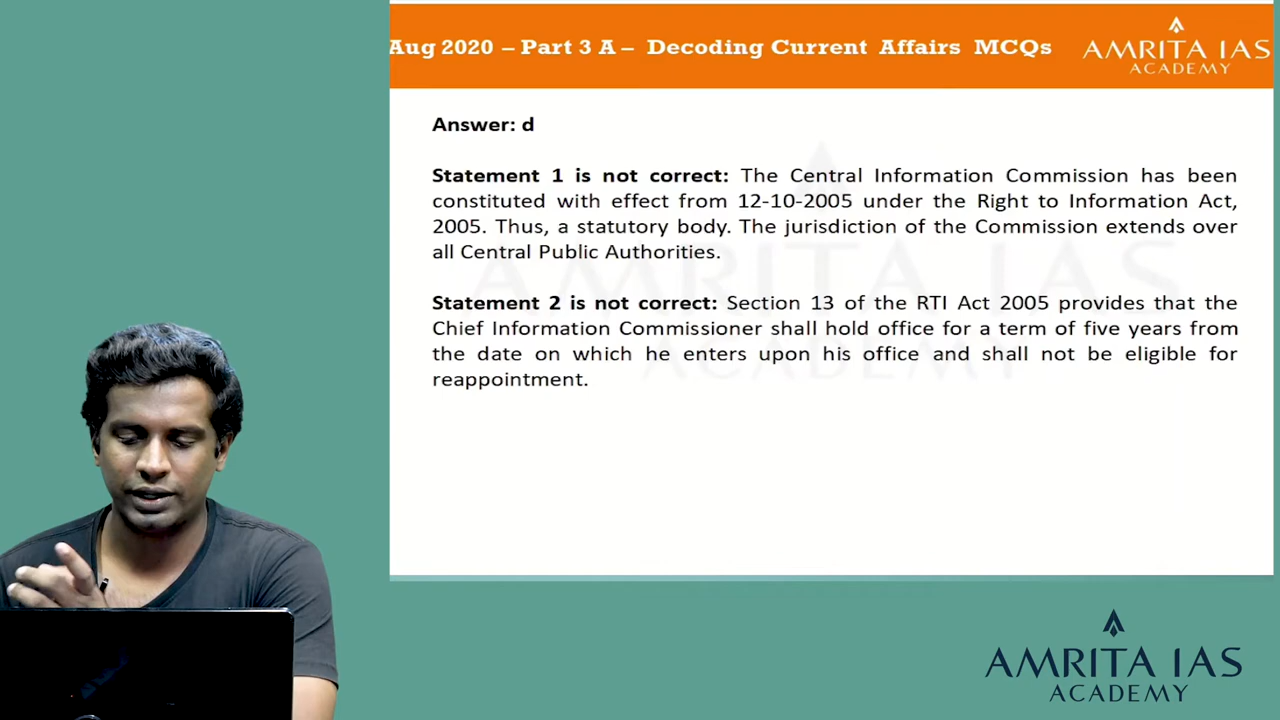 Aug 2020 – Part 3 A – Decoding Current Affairs MCQs
AMRITA IAS
ACADEMY
Answer: d
Statement 1 is not correct: The Central Information Commission has been
constituted with effect from 12-10-2005 under the Right to Information Act,
2005. Thus, a statutory body. The jurisdiction of the Commission extends over
all Central Public Authorities.
Statement 2 is not correct: Section 13 of the RTI Act 2005 provides that the
Chief Information Commissioner shall hold office for a term of five years from
the date on which he enters upon his office and shall not be eligible for
reappointment.
AMRITA IAS
ACADEMY
AMRITA IAS
ACADEMY